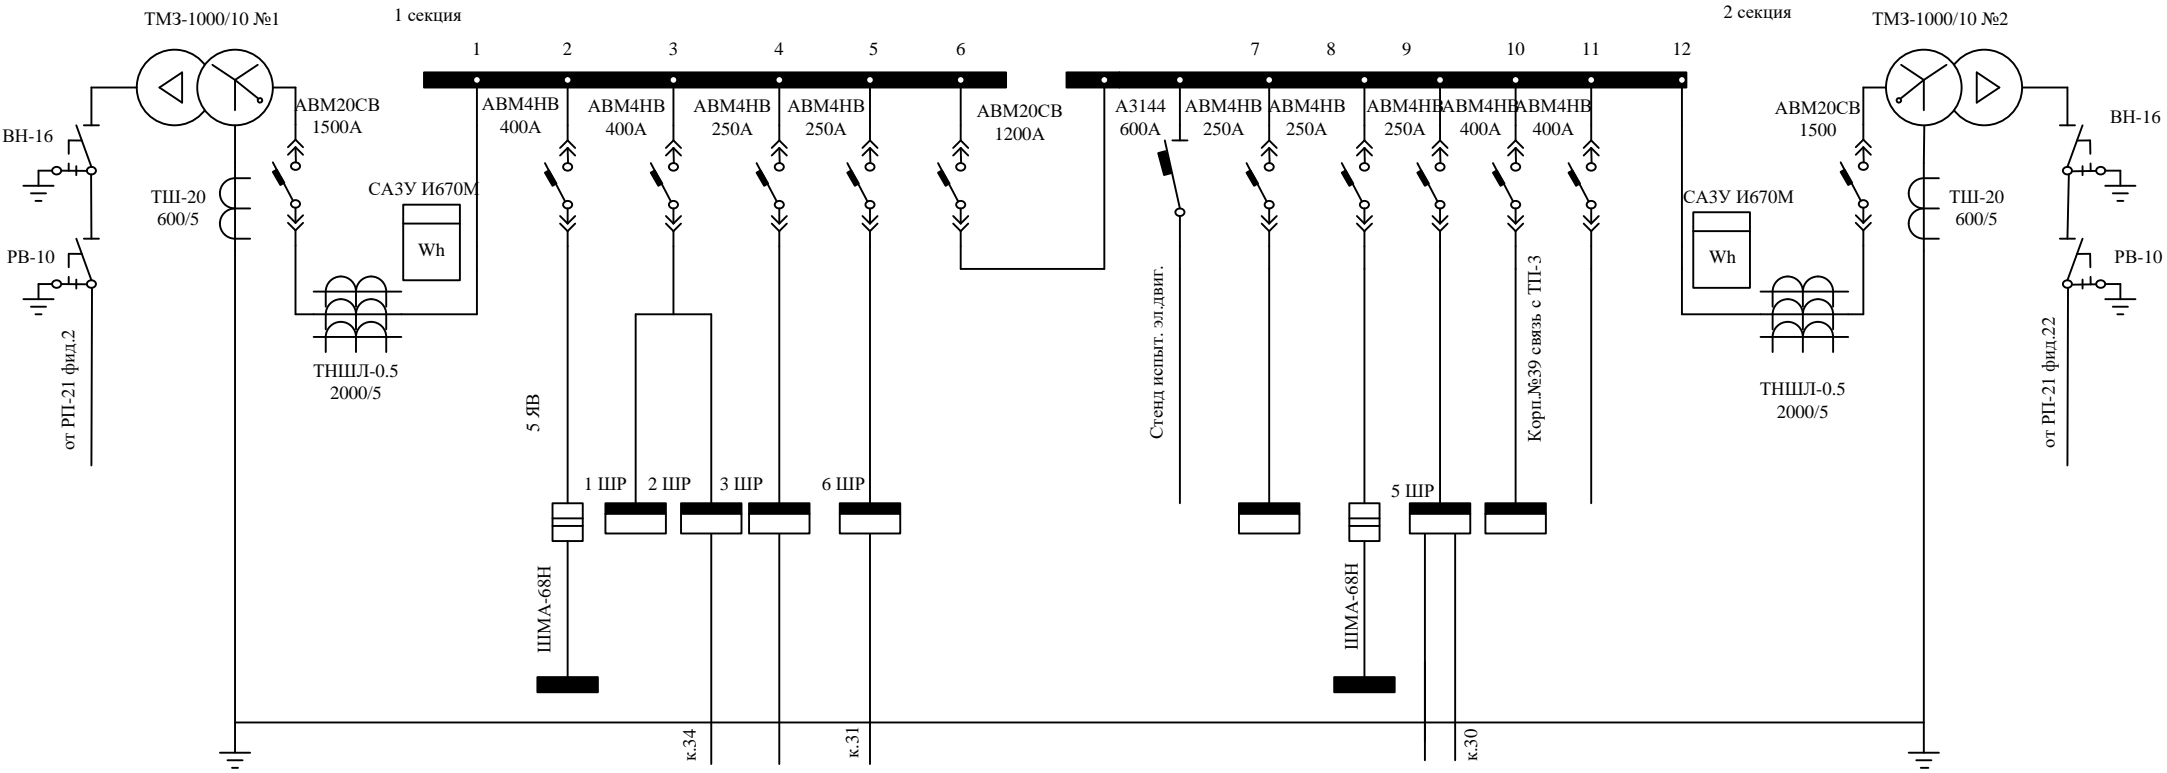 ТМЗ-1000/10 №1
1 секция
2 секция
ТМЗ-1000/10 №2
1
2
3
4
5
6
7
8
9
10
11
12
АВМ20СВ
1500А
АВМ4НВ
400А
АВМ4НВ
400А
АВМ4НВ
250А
АВМ4НВ
250А
АВМ20СВ
1200А
А3144
600А
АВМ4НВ
250А
АВМ4НВ
250А
АВМ4НВ
250А
АВМ4НВ
400А
АВМ4НВ
400А
АВМ20СВ
1500
ВН-16
ВН-16
ТШ-20
600/5
САЗУ И670М
Wh
САЗУ И670М
Wh
ТШ-20
600/5
РВ-10
РВ-10
от РП-21 фид.2
ТНШЛ-0.5
2000/5
5 ЯВ
Стенд испыт. эл.двиг.
Корп.№39 связь с ТП-3
ТНШЛ-0.5
2000/5
от РП-21 фид.22
1 ШР
2 ШР
3 ШР
6 ШР
5 ШР
ШМА-68Н
ШМА-68Н
к.34
к.31
к.30